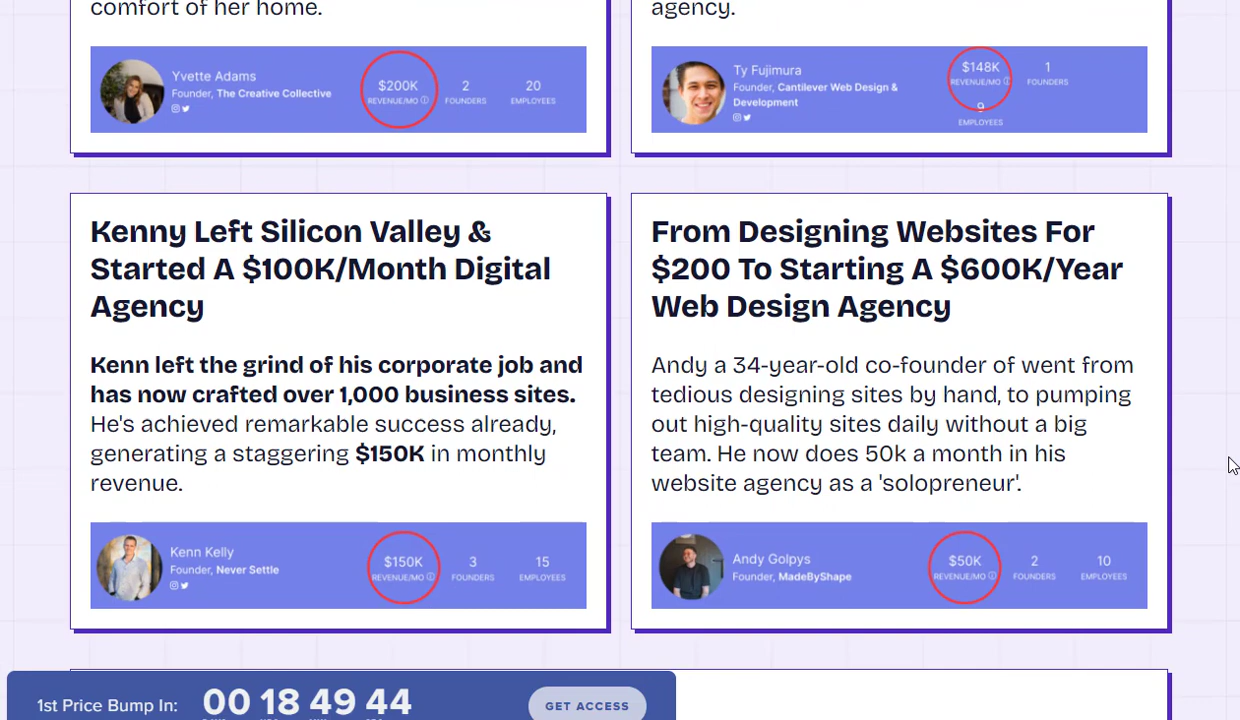 comfort of her home.
Yvette Adams
Founder, The Creative Collective
$200K
REVENUE/MO
2
FOUNDERS
20
EMPLOYEES
agency.
Ty Fujimura
Founder, Cantilever Web Design &
Development
$148K
REVENUE/MO
1
FOUNDERS
9
EMPLOYEES
Kenny Left Silicon Valley &
Started A $100K/Month Digital
Agency
Kenn left the grind of his corporate job and
has now crafted over 1,000 business sites.
He's achieved remarkable success already,
generating a staggering $150K in monthly
revenue.
Kenn Kelly
Founder, Never Settle
$150K
REVENUE/MO
3
FOUNDERS
15
EMPLOYEES
From Designing Websites For
$200 To Starting A $600K/Year
Web Design Agency
Andy a 34-year-old co-founder of went from
tedious designing sites by hand, to pumping
out high-quality sites daily without a big
team. He now does 50k a month in his
website agency as a 'solopreneur'.
Andy Golpys
Founder, MadeByShape
$50K
REVENUE/MO
2
FOUNDERS
10
EMPLOYEES
1st Price Bump In:
00 18 49 44
GET ACCESS